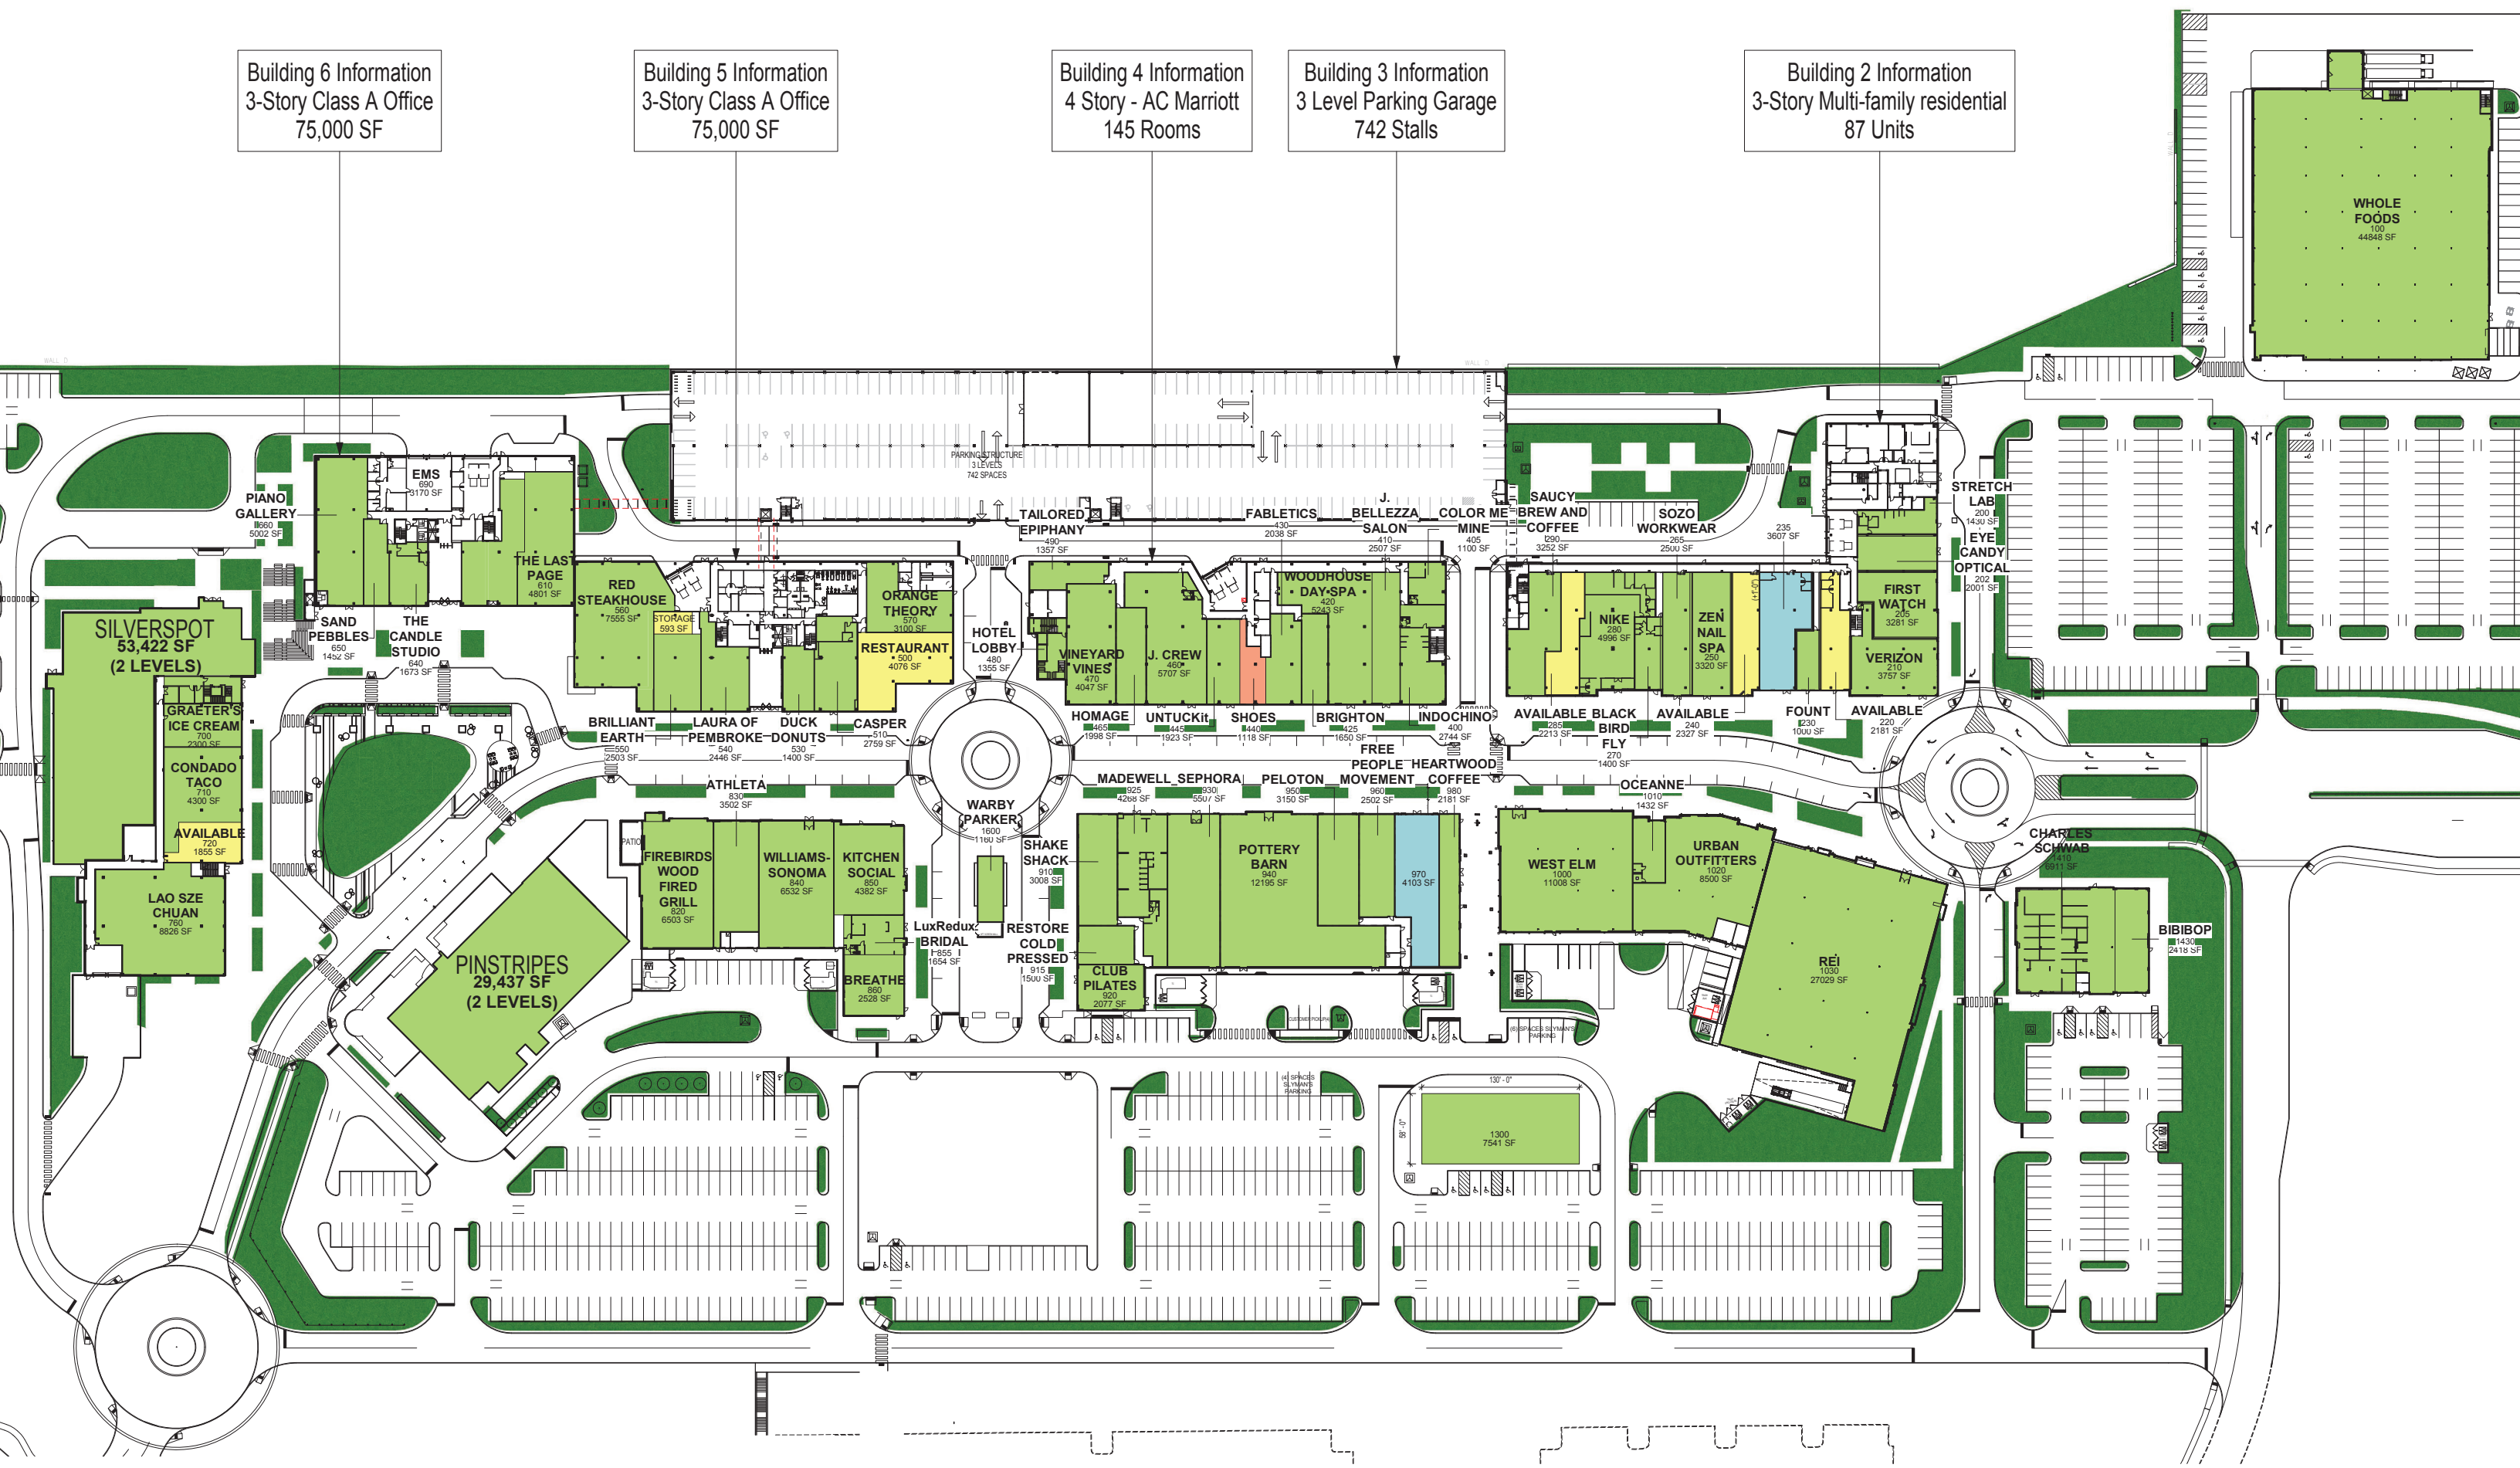 Building 6 Information
3-Story Class A Office
75,000 SF
Building 5 Information
3-Story Class A Office
75,000 SF
Building 4 Information
4 Story - AC Marriott
145 Rooms
Building 3 Information
3 Level Parking Garage
742 Stalls
Building 2 Information
3-Story Multi-family residential
87 Units
WHOLE
FOODS
100
44848 SF
WALL D
WALL D
WALL D
PARKING STRUCTURE
3 LEVELS
742 SPACES
EMS
690
3170 SF
PIANO
GALLERY
660
5002 SF
THE LAST
PAGE
610
4801 SF
SAND
PEBBLES
650
1452 SF
THE
CANDLE
STUDIO
640
1673 SF
RED
STEAKHOUSE
560
7555 SF
STORAGE
593 SF
ORANGE
THEORY
570
3100 SF
RESTAURANT
500
4076 SF
BRILLIANT
EARTH
550
2503 SF
LAURA OF
PEMBROKE
540
2446 SF
DUCK
DONUTS
530
1400 SF
CASPER
510
2759 SF
HOTEL
LOBBY
480
1355 SF
TAILORED
EPIPHANY
490
1357 SF
FABLETICS
430
2038 SF
J.
BELLEZZA
SALON
410
2507 SF
COLOR ME
MINE
405
1100 SF
SAUCY
BREW AND
COFFEE
290
3252 SF
SOZO
WORKWEAR
265
2500 SF
235
3607 SF
STRETCH
LAB
200
1430 SF
EYE
CANDY
OPTICAL
202
2001 SF
VINEYARD
VINES
470
4047 SF
J. CREW
460
5707 SF
WOODHOUSE
DAY SPA
420
5243 SF
NIKE
280
4996 SF
ZEN
NAIL
SPA
250
3320 SF
(+1'-0")
FIRST
WATCH
205
3281 SF
VERIZON
210
3757 SF
HOMAGE
465
1998 SF
UNTUCKit
445
1923 SF
SHOES
440
1118 SF
BRIGHTON
425
1650 SF
INDOCHINO
400
2744 SF
AVAILABLE
285
2213 SF
BLACK
BIRD
FLY
270
1400 SF
AVAILABLE
240
2327 SF
FOUNT
230
1000 SF
AVAILABLE
220
2181 SF
SILVERSPOT
53,422 SF
(2 LEVELS)
GRAETER'S
ICE CREAM
700
2300 SF
CONDADO
TACO
710
4300 SF
AVAILABLE
720
1855 SF
LAO SZE
CHUAN
760
8826 SF
PINSTRIPES
29,437 SF
(2 LEVELS)
ATHLETA
830
3502 SF
PATIO
FIREBIRDS
WOOD
FIRED
GRILL
820
6503 SF
WILLIAMS-
SONOMA
840
6532 SF
KITCHEN
SOCIAL
850
4382 SF
BREATHE
860
2528 SF
LuxRedux
BRIDAL
855
1654 SF
WARBY
PARKER
1600
1160 SF
SHAKE
SHACK
910
3008 SF
RESTORE
COLD
PRESSED
915
1500 SF
CLUB
PILATES
920
2077 SF
MADEWELL
925
4268 SF
SEPHORA
930
5507 SF
PELOTON
950
3150 SF
FREE
PEOPLE
MOVEMENT
960
2502 SF
HEARTWOOD
COFFEE
980
2181 SF
POTTERY
BARN
940
12195 SF
970
4103 SF
OCEANNE
1010
1432 SF
WEST ELM
1000
11008 SF
URBAN
OUTFITTERS
1020
8500 SF
REI
1030
27029 SF
CHARLES
SCHWAB
1410
6911 SF
BIBIBOP
1430
2418 SF
CUSTOMER PICKUP
(6) SPACES SLYMAN'S
PARKING
(4) SPACES
SLYMAN'S
PARKING
130' - 0"
58' - 0"
1300
7541 SF